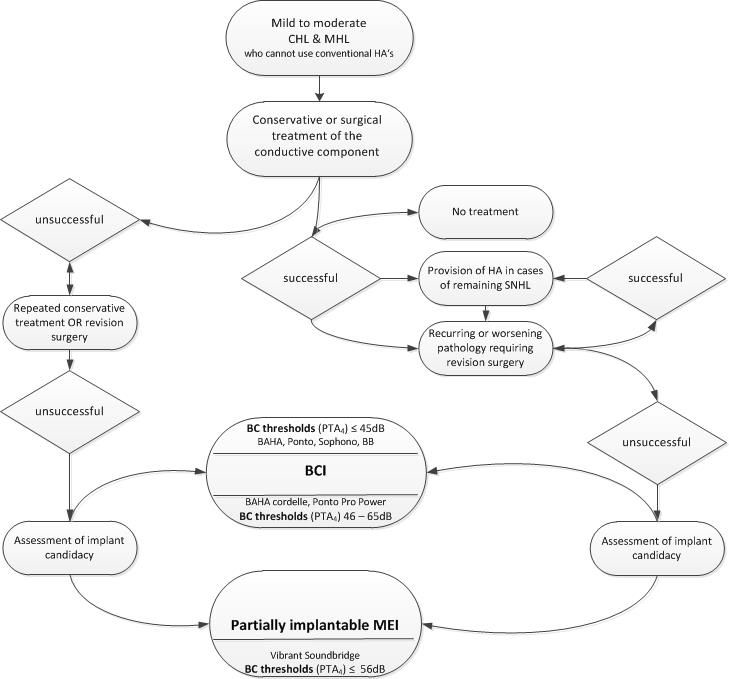 Mild to moderate
CHL & MHL
who cannot use conventional HA's
Conservative or surgical
treatment of the
conductive component
unsuccessful
No treatment
successful
Provision of HA in cases
of remaining SNHL
successful
Repeated conservative
treatment OR revision
surgery
Recurring or worsening
pathology requiring
revision surgery
unsuccessful
unsuccessful
BC thresholds (PTA₄) ≤ 45dB
BAHA, Ponto, Sophono, BB
BCI
BAHA cordelle, Ponto Pro Power
BC thresholds (PTA₄) 46 – 65dB
Assessment of implant
candidacy
Assessment of implant
candidacy
Partially implantable MEI
Vibrant Soundbridge
BC thresholds (PTA₄) ≤ 56dB